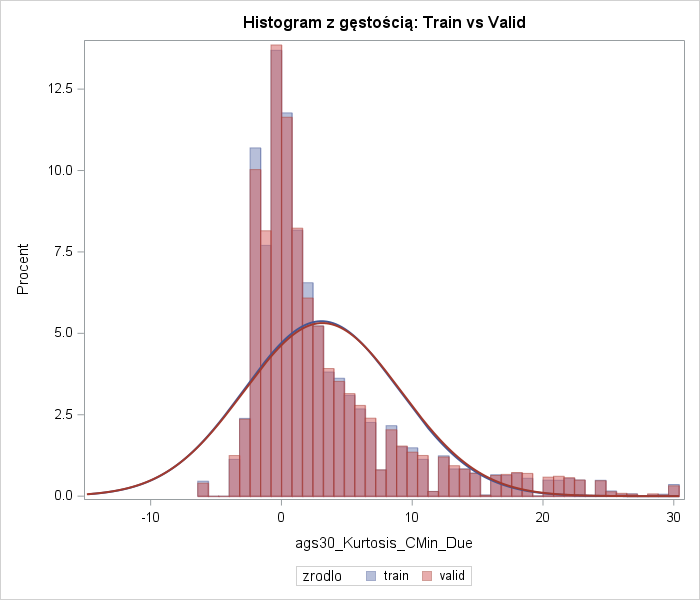 Histogram z gęstością: Train vs Valid
12.5
10.0
7.5
5.0
2.5
0.0
Procent
-10 0 10 20 30
ags30_Kurtosis_CMin_Due
zrodlo train valid